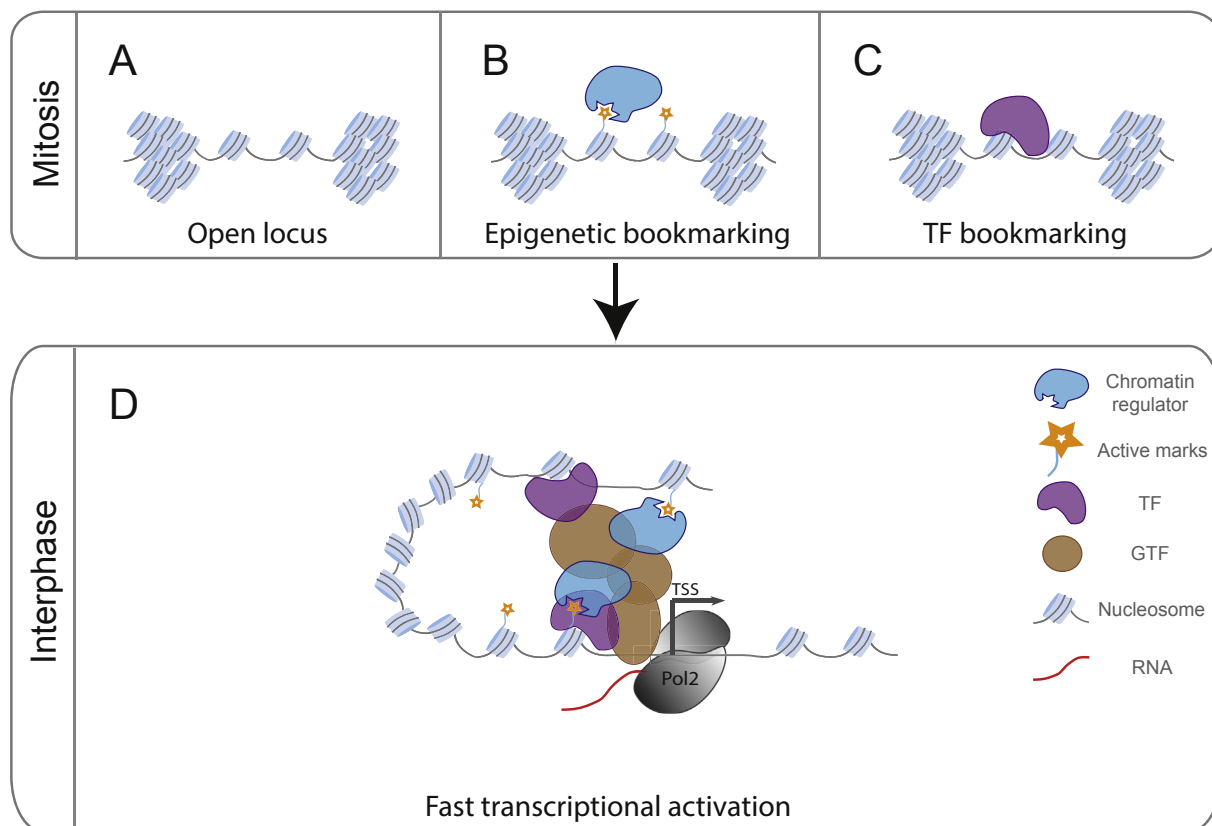 Mitosis
A
Open locus
B
Epigenetic bookmarking
C
TF bookmarking
Interphase
D
TSS
Pol2
Chromatin
regulator
Active marks
TF
GTF
Nucleosome
RNA
Fast transcriptional activation